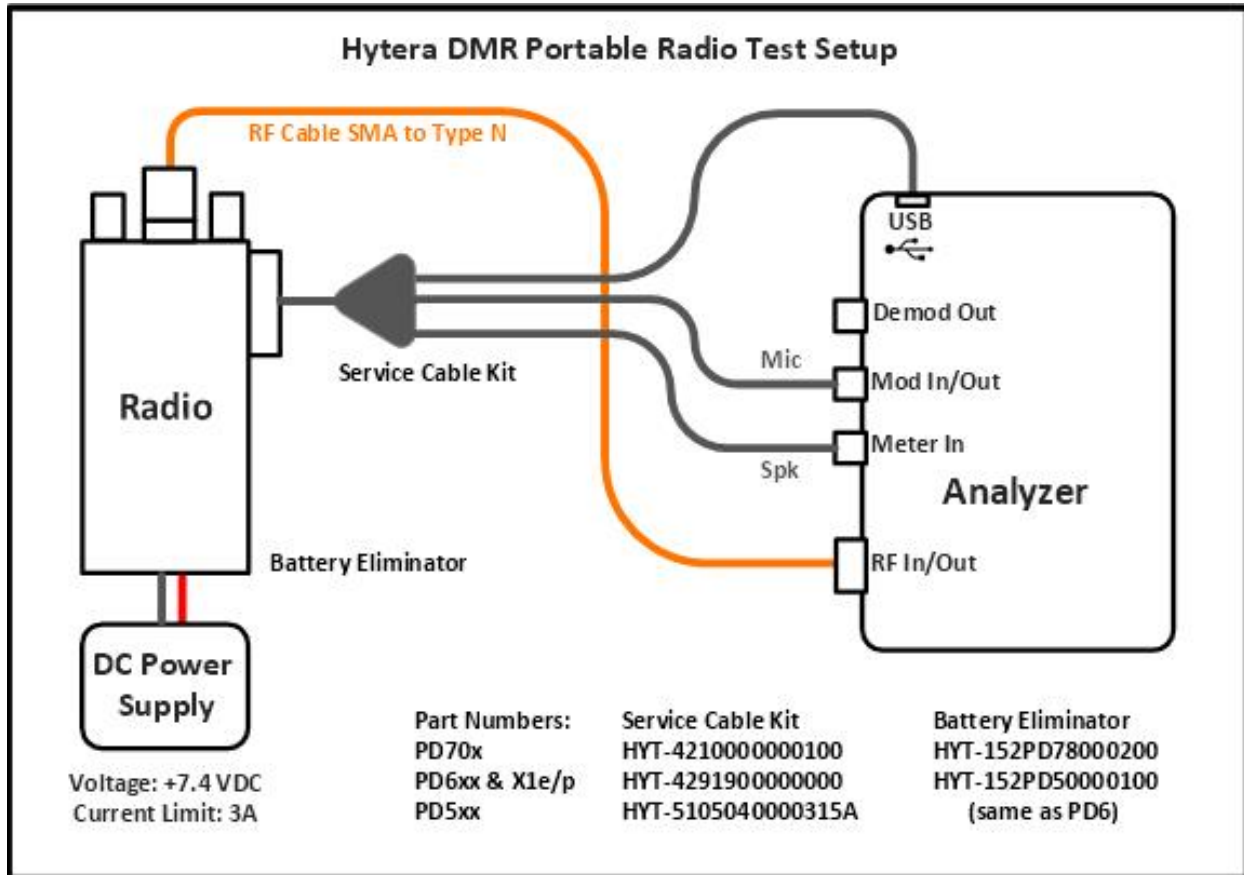 Hytera DMR Portable Radio Test Setup
RF Cable SMA to Type N
USB
Demod Out
Mic
Mod In/Out
Service Cable Kit
Radio
Spk
Meter In
Analyzer
Battery Eliminator
RF In/Out
DC Power
Supply
Voltage: +7.4 VDC
Current Limit: 3A
Part Numbers: Service Cable Kit Battery Eliminator
PD70x HYT-4210000000100 HYT-152PD78000200
PD6xx & X1e/p HYT-4291900000000 HYT-152PD50000100
PD5xx HYT-5105040000315A (same as PD6)